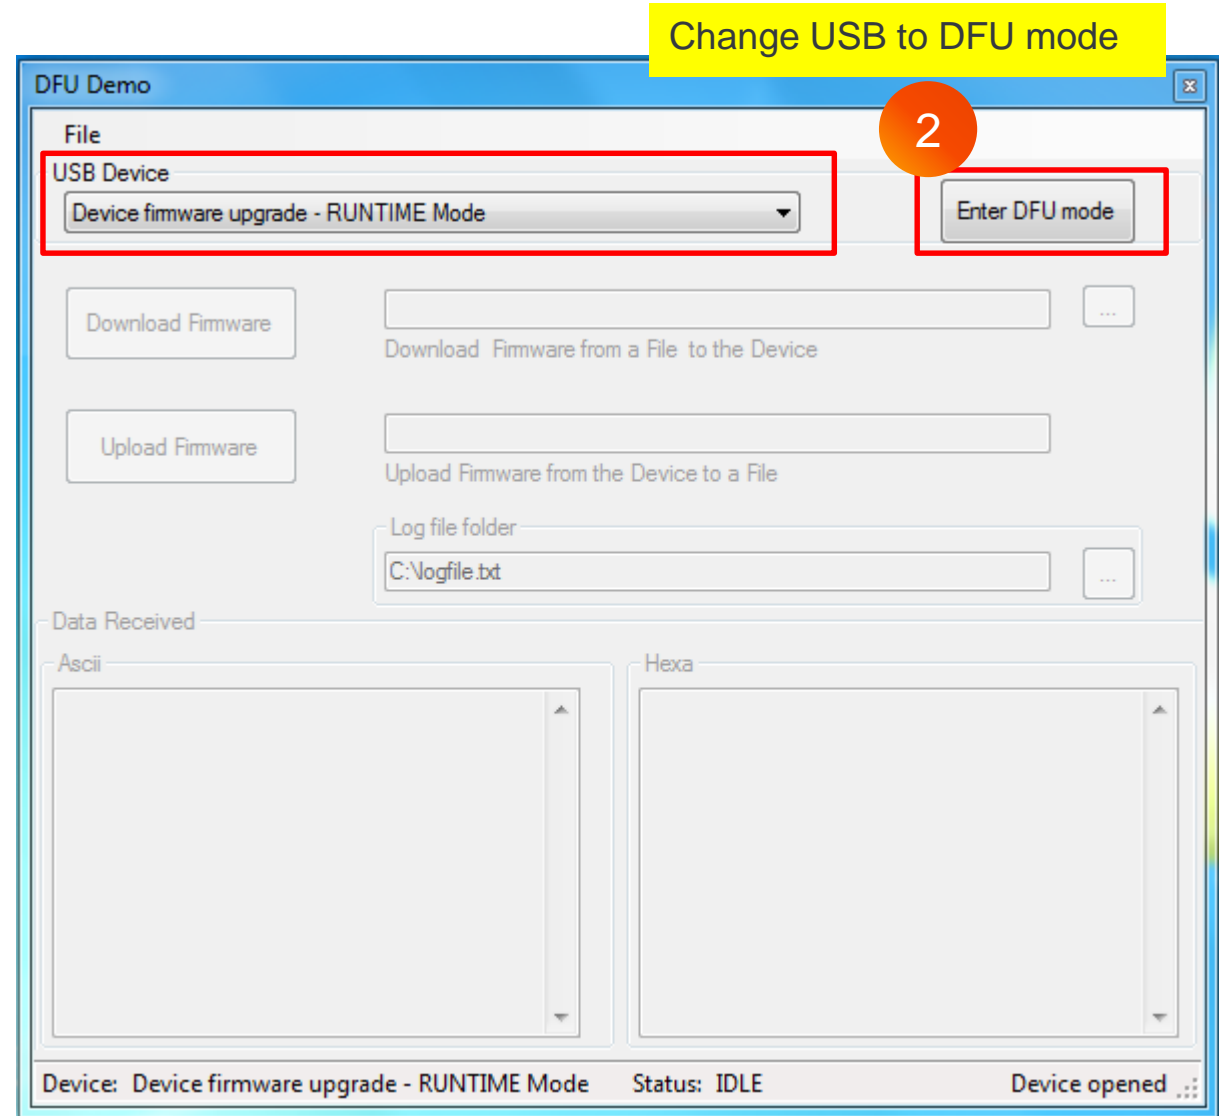 Change USB to DFU mode
DFU Demo
2
File
USB Device
Device firmware upgrade - RUNTIME Mode
Enter DFU mode
Download Firmware
...
Download  Firmware from a File  to the Device
Upload Firmware
Upload Firmware from the Device to a File
Log file folder
C:\logfile.txt
...
Data Received
Ascii
Hexa
Device:  Device firmware upgrade - RUNTIME Mode    Status:  IDLE    Device opened